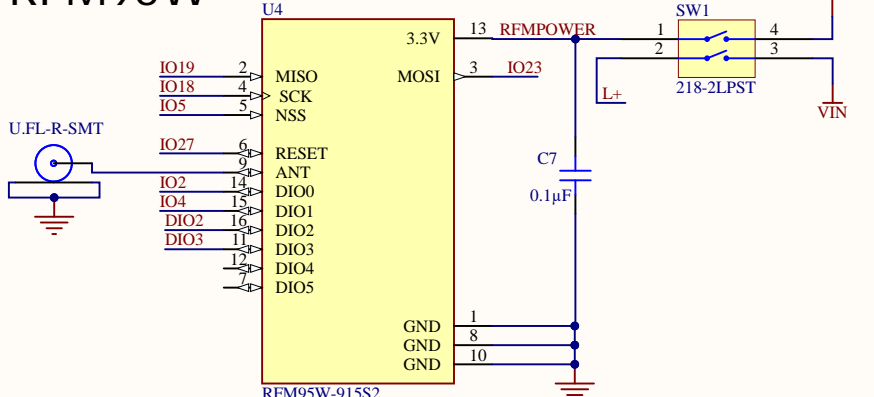 RFM95W
U4
SW1
3.3V 13 RFMPOWER
1 4
2 3
IO19 2 MISO
MOSI 3 IO23
IO18 4 SCK
IO5 5 NSS
218-2LPST
L+
VIN
U.FL-R-SMT
IO27 6 RESET
9 ANT
C7
0.1µF
IO2 14 DIO0
IO4 15 DIO1
DIO2 16 DIO2
DIO3 11 DIO3
12 DIO4
7 DIO5
GND 1
GND 8
GND 10
RFM95W-915S2